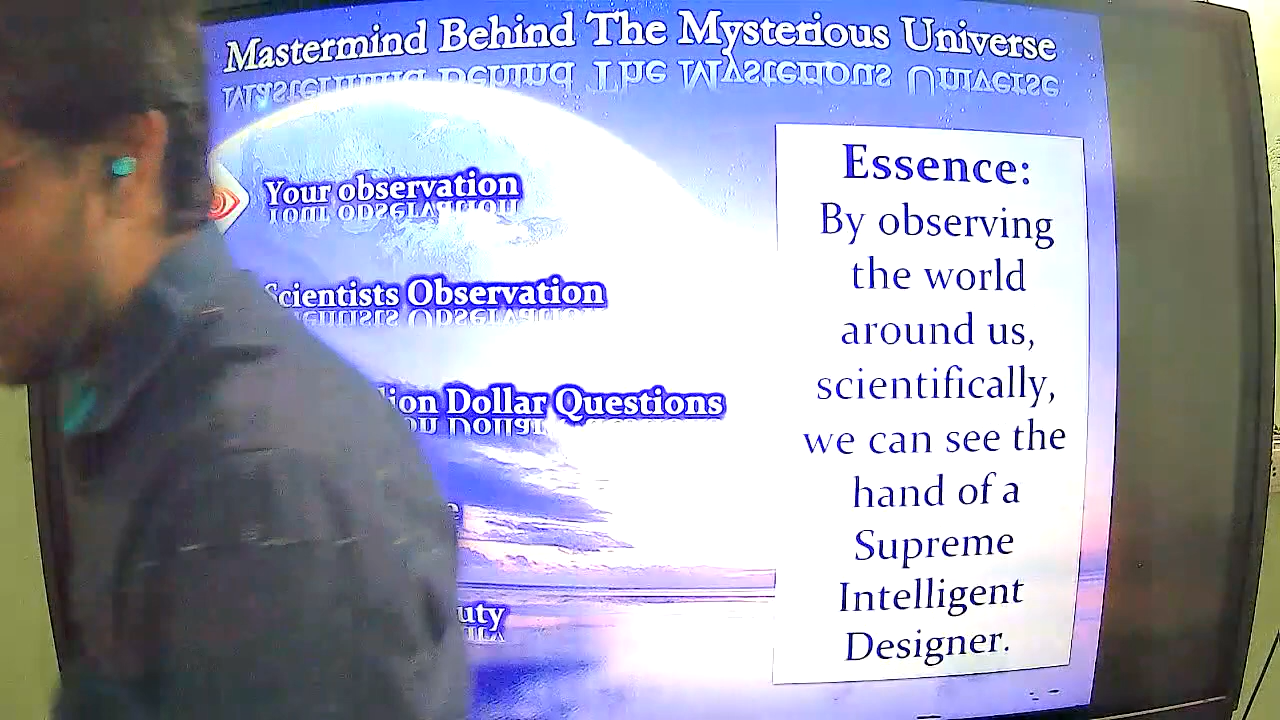 Mastermind Behind The Mysterious Universe
Your observation
Scientists Observation
Dollar Questions
Essence:
By observing
the world
around us,
scientifically,
we can see the
hand of a
Supreme
Intelligent
Designer.